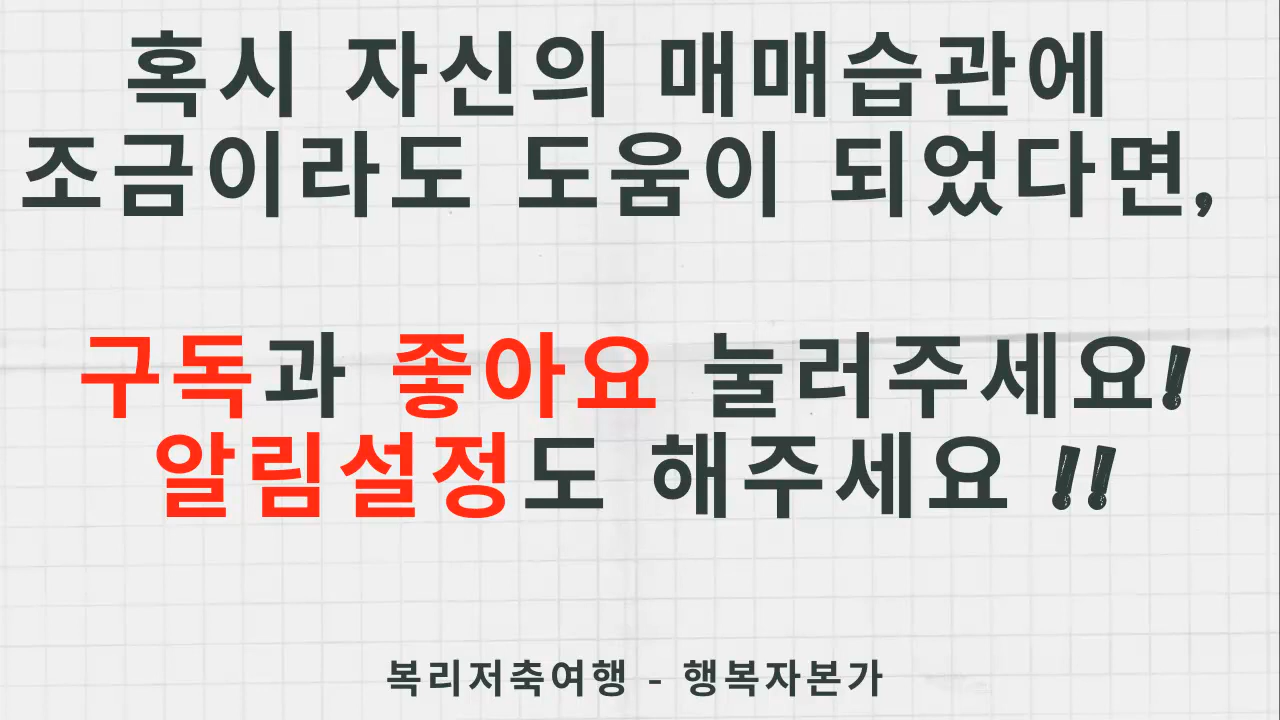 혹시 자신의 매매습관에
조금이라도 도움이 되었다면,
구독과 좋아요 눌러주세요!
알림설정도 해주세요 !!
복리저축여행 - 행복자본가